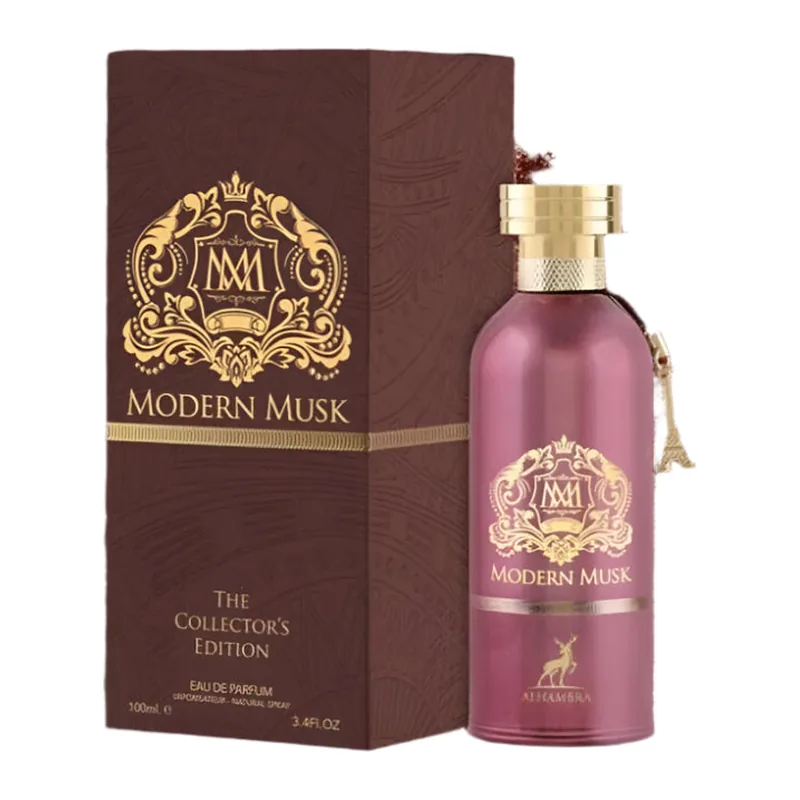 MM
MODERN MUSK
THE
COLLECTOR'S
EDITION
EAU DE PARFUM
VAPORISATEUR - NATURAL SPRAY
100ml. e
3.4FL.OZ
MM
MODERN MUSK
ALHAMBRA